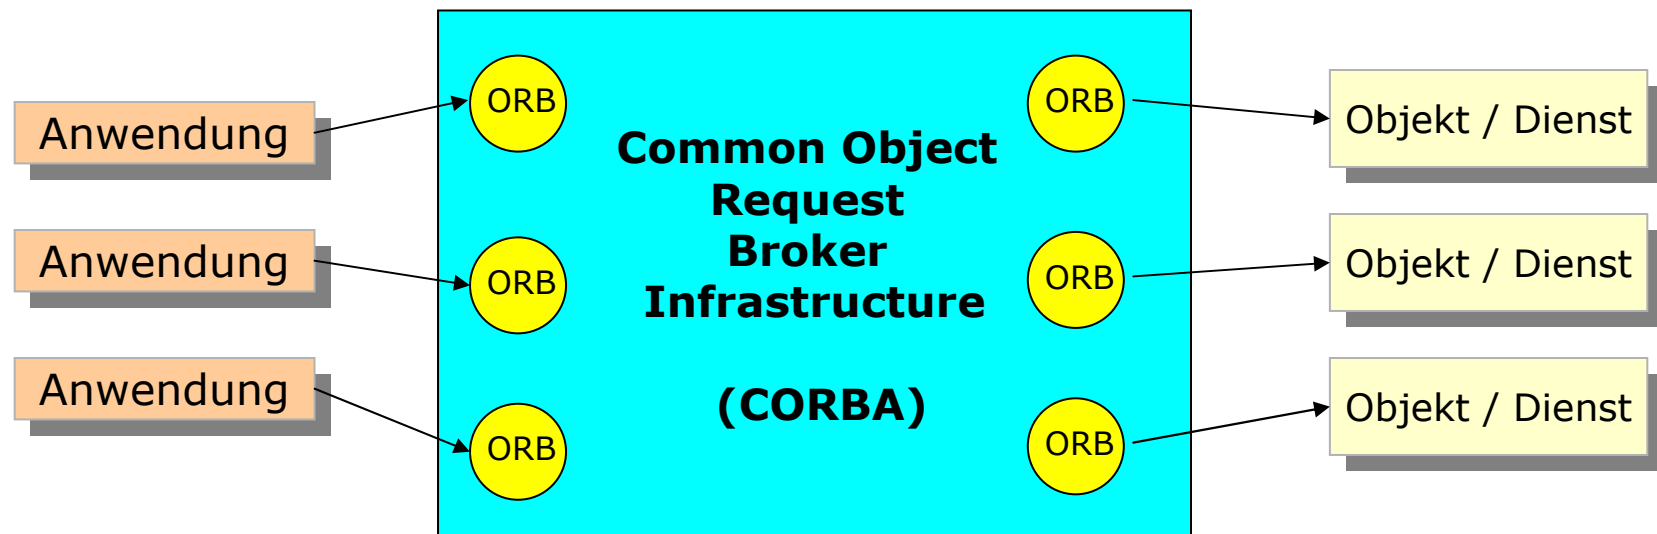 Anwendung
Anwendung
Anwendung
ORB
ORB
ORB
Common Object
Request
Broker
Infrastructure
(CORBA)
ORB
ORB
ORB
Objekt / Dienst
Objekt / Dienst
Objekt / Dienst